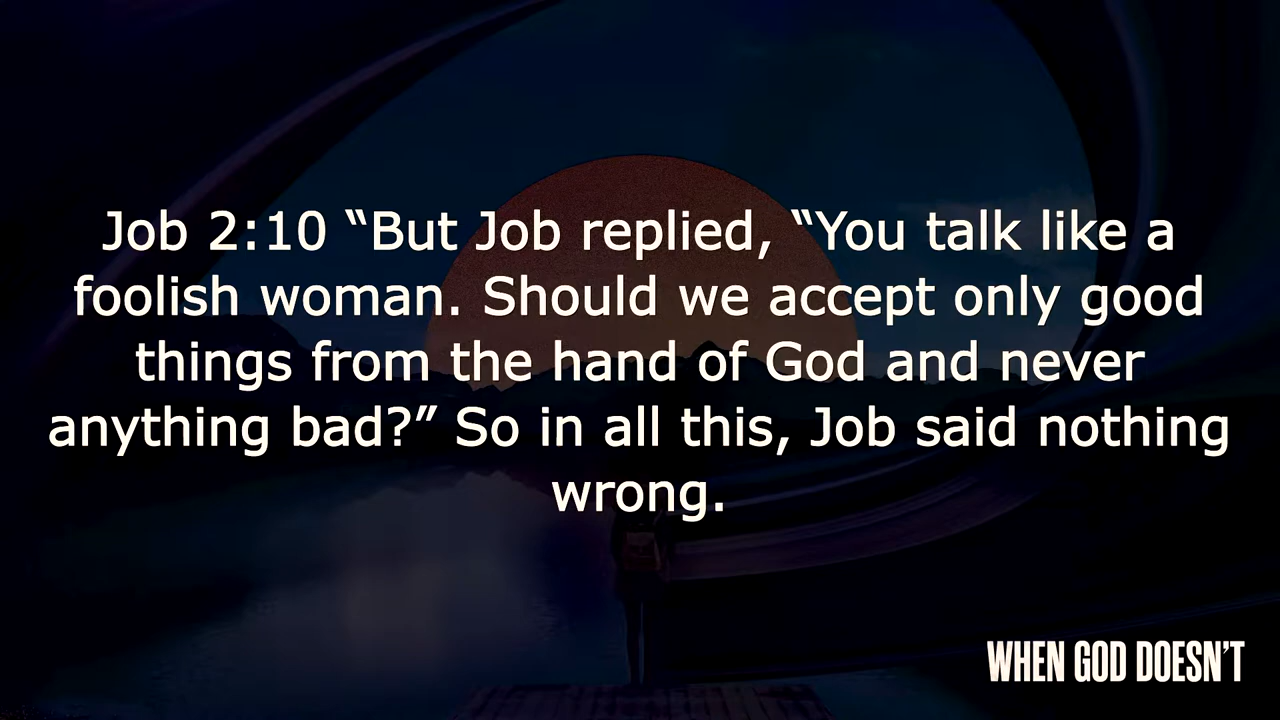 Job 2:10 “But Job replied, “You talk like a
foolish woman. Should we accept only good
things from the hand of God and never
anything bad?” So in all this, Job said nothing
wrong.
WHEN GOD DOESN’T